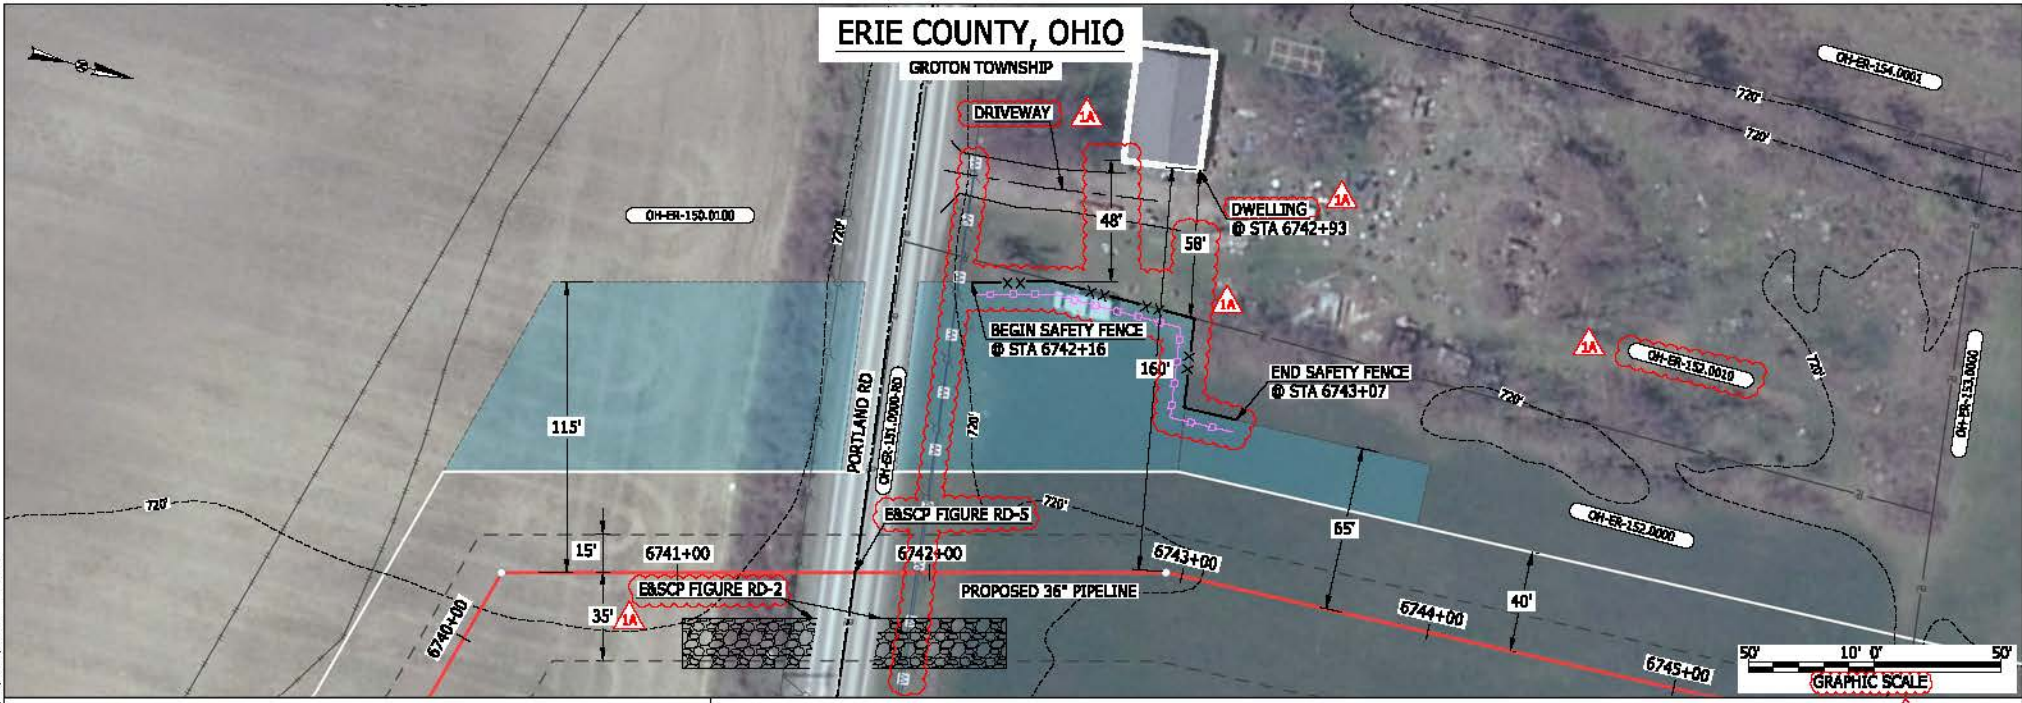 ERIE COUNTY, OHIO
GROTON TOWNSHIP
DRIVEWAY
1A
OH-ER-154.0001
720'
720'
OH-ER-150.0100
720'
48'
58'
DWELLING
@ STA 6742+93
1A
W
W
W
BEGIN SAFETY FENCE
@ STA 6742+16
1A
160'
END SAFETY FENCE
@ STA 6743+07
1A
OH-ER-152.0010
720'
720'
OH-ER-153.0000
115'
PORTLAND RD
OH-ER-151.0000-RD
W
W
W
720'
720'
E&SCP FIGURE RD-5
720'
65'
OH-ER-152.0000
15'
6741+00
6742+00
6743+00
E&SCP FIGURE RD-2
PROPOSED 36" PIPELINE
35'
1A
6740+00
W
W
40'
6744+00
6745+00
50' 10' 0' 50'
GRAPHIC SCALE